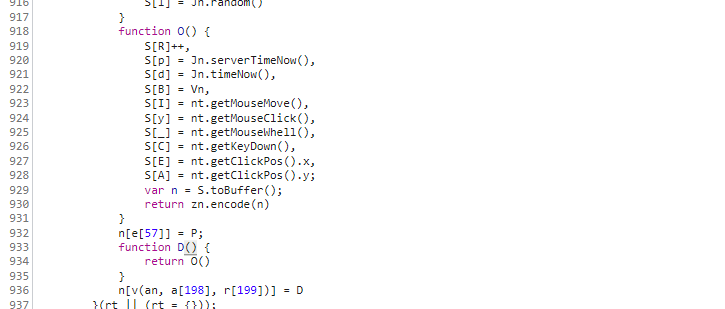 916 S[1] = Jn.random()
917 }
918 function O() {
919 S[R]++,
920 S[p] = Jn.serverTimeNow(),
921 S[d] = Jn.timeNow(),
922 S[B] = Vn,
923 S[I] = nt.getMouseMove(),
924 S[y] = nt.getMouseClick(),
925 S[_] = nt.getMouseWhell(),
926 S[C] = nt.getKeyDown(),
927 S[E] = nt.getClickPos().x,
928 S[A] = nt.getClickPos().y;
929 var n = S.toBuffer();
930 return zn.encode(n)
931 }
932 n[e[57]] = P;
933 function D() {
934 return O()
935 }
936 n[v(an, a[198], r[199])] = D
937 }(rt || (rt = {}));